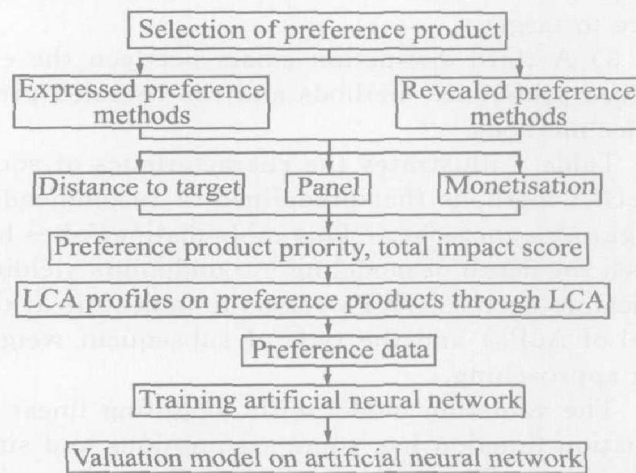 Selection of preference product
Expressed preference
methods
Revealed preference
methods
Distance to target
Panel
Monetisation
Preference product priority, total impact score
LCA profiles on preference products through LCA
Preference data
Training artificial neural network
Valuation model on artificial neural network